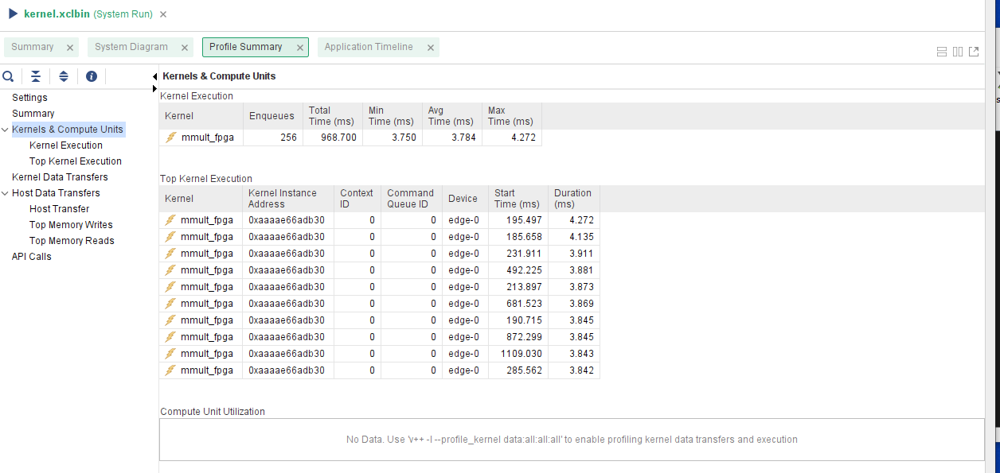 kernel.xclbin (System Run)
Summary
System Diagram
Profile Summary
Application Timeline
Settings
Summary
Kernels & Compute Units
Kernel Execution
Top Kernel Execution
Kernel Data Transfers
Host Data Transfers
Host Transfer
Top Memory Writes
Top Memory Reads
API Calls
Kernels & Compute Units
Kernel Execution
Kernel Enqueues Total Time (ms) Min Time (ms) Avg Time (ms) Max Time (ms)
mmult_fpga 256 968.700 3.750 3.784 4.272
Top Kernel Execution
Kernel Kernel Instance Address Context ID Command Queue ID Device Start Time (ms) Duration (ms)
mmult_fpga 0xaaaae66adb30 0 0 edge-0 195.497 4.272
mmult_fpga 0xaaaae66adb30 0 0 edge-0 185.658 4.135
mmult_fpga 0xaaaae66adb30 0 0 edge-0 231.911 3.911
mmult_fpga 0xaaaae66adb30 0 0 edge-0 492.225 3.881
mmult_fpga 0xaaaae66adb30 0 0 edge-0 213.897 3.873
mmult_fpga 0xaaaae66adb30 0 0 edge-0 681.523 3.869
mmult_fpga 0xaaaae66adb30 0 0 edge-0 190.715 3.845
mmult_fpga 0xaaaae66adb30 0 0 edge-0 872.299 3.845
mmult_fpga 0xaaaae66adb30 0 0 edge-0 1109.030 3.843
mmult_fpga 0xaaaae66adb30 0 0 edge-0 285.562 3.842
Compute Unit Utilization
No Data. Use 'v++ -l --profile_kernel data:all:all:all' to enable profiling kernel data transfers and execution